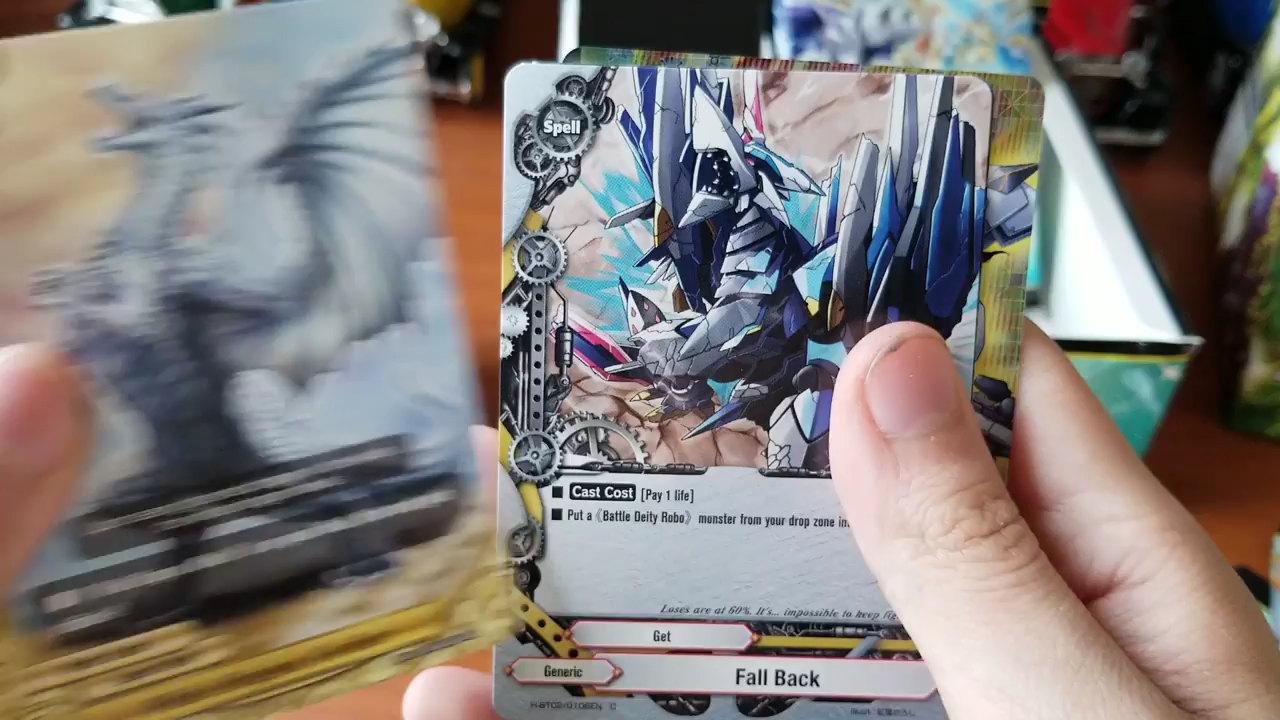 Spell
■ Cast Cost [Pay 1 life]
■ Put a 《Battle Deity Robo》 monster from your drop zone
Loses are at 60%. It's... impossible to keep
Get
Generic
Fall Back